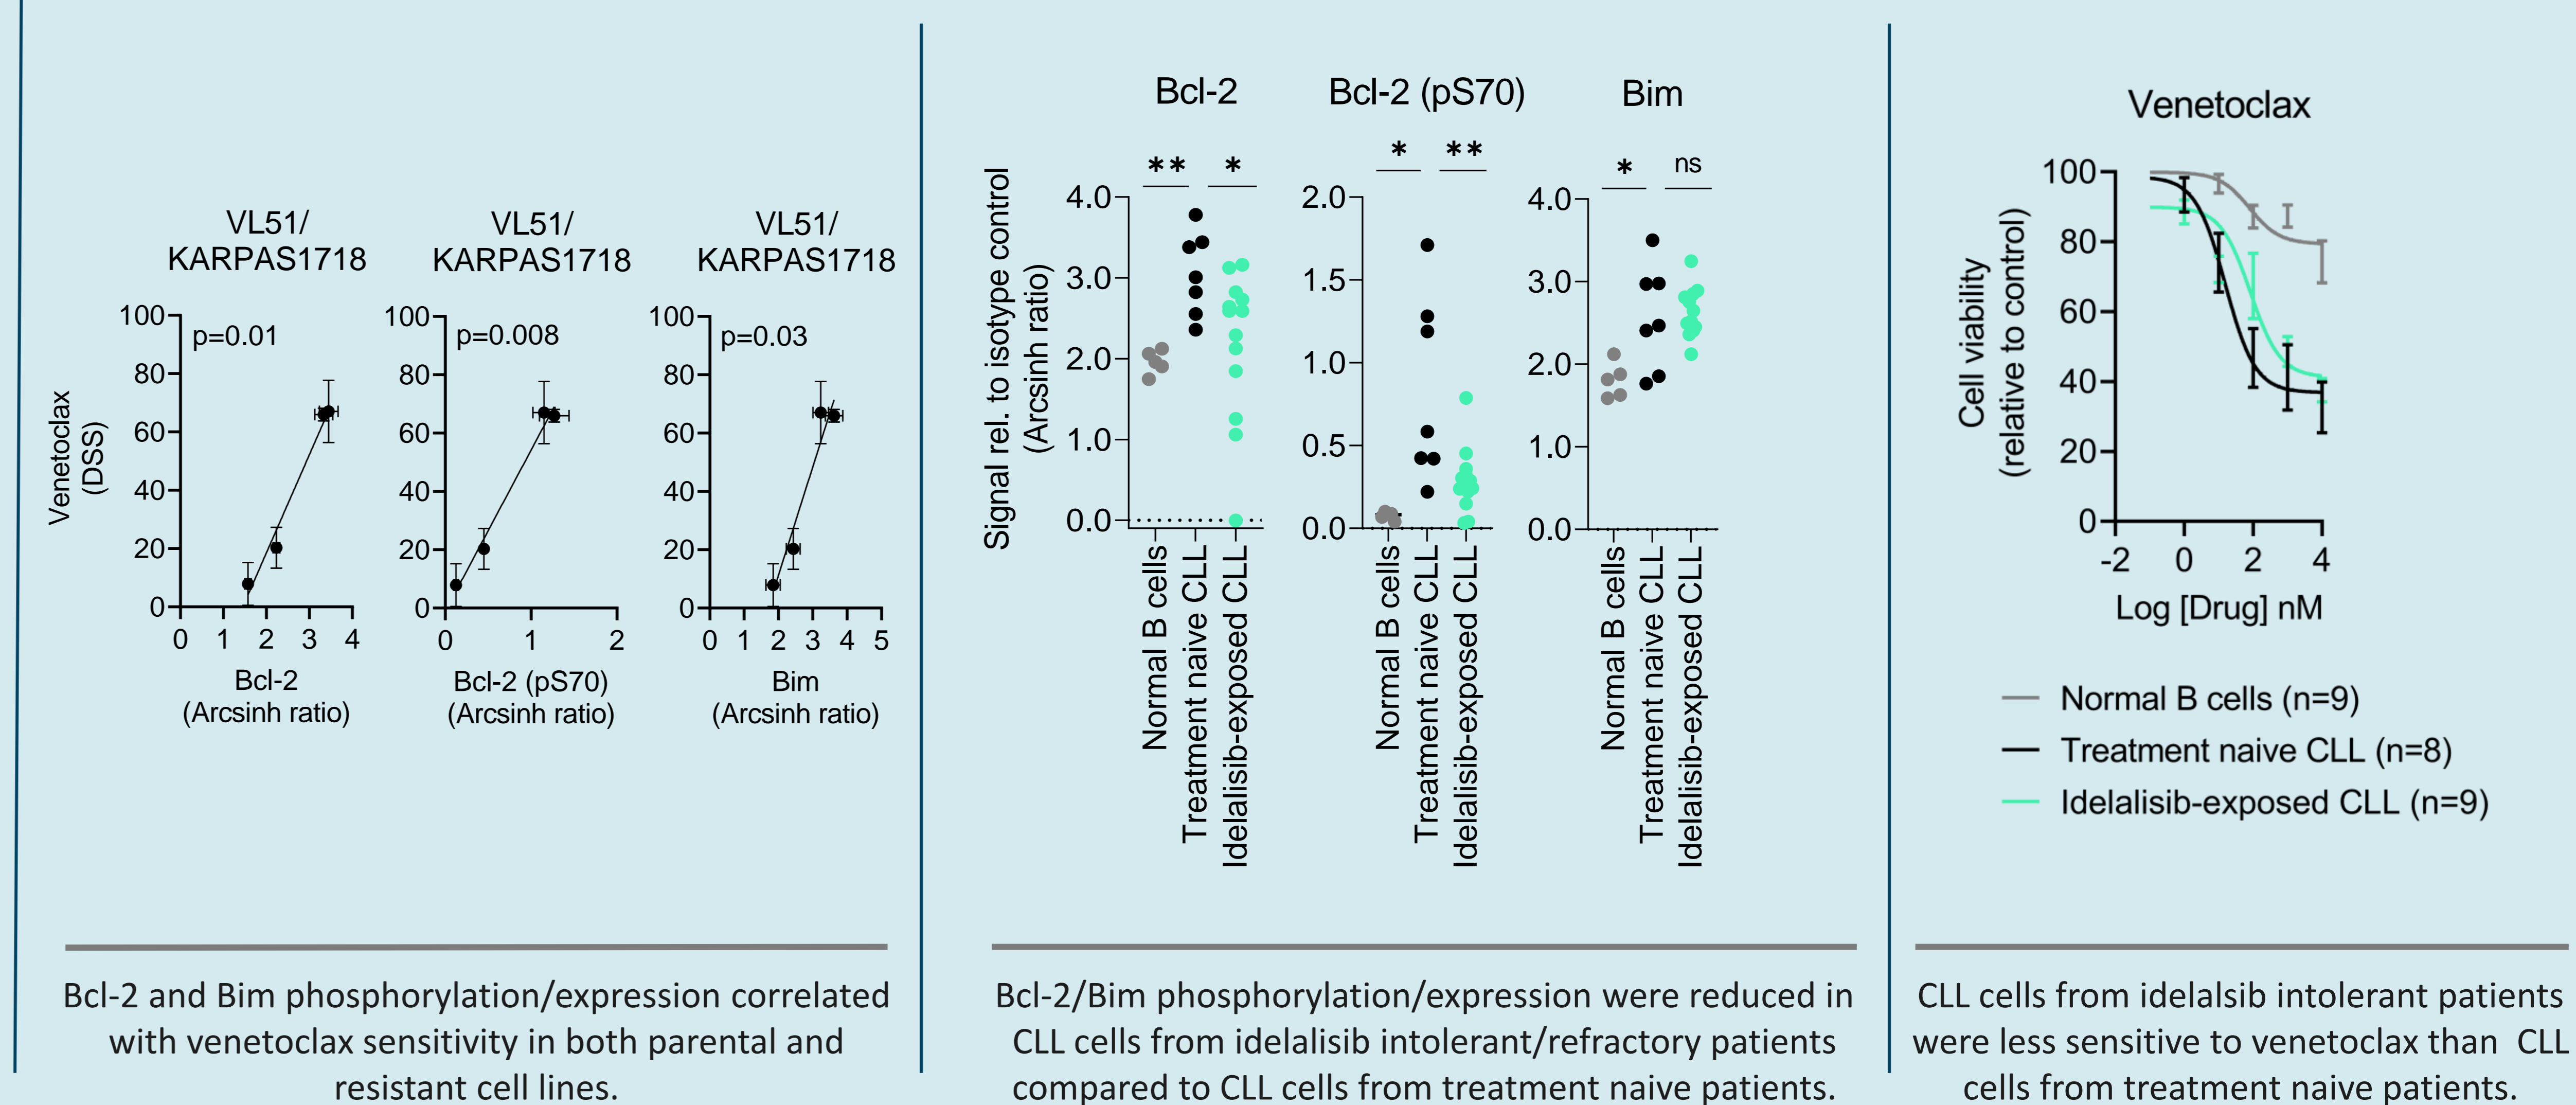 VL51/
KARPAS1718
p=0.01
100
80
60
40
20
0
0 1 2 3 4
Venetoclax
(DSS)
Bcl-2
(Arcsinh ratio)
VL51/
KARPAS1718
p=0.008
100
80
60
40
20
0
0 1 2
Bcl-2 (pS70)
(Arcsinh ratio)
VL51/
KARPAS1718
p=0.03
100
80
60
40
20
0
0 1 2 3 4 5
Bim
(Arcsinh ratio)
Bcl-2 and Bim phosphorylation/expression correlated
with venetoclax sensitivity in both parental and
resistant cell lines.
Signal rel. to isotype control
(Arcsinh ratio)
Bcl-2
** *
4.0
3.0
2.0
1.0
0.0
Normal B cells
Treatment naive CLL
Idelalisib-exposed CLL
Bcl-2 (pS70)
* **
2.0
1.5
1.0
0.5
0.0
Normal B cells
Treatment naive CLL
Idelalisib-exposed CLL
Bim
* ns
4.0
3.0
2.0
1.0
0.0
Normal B cells
Treatment naive CLL
Idelalisib-exposed CLL
Bcl-2/Bim phosphorylation/expression were reduced in
CLL cells from idelalisib intolerant/refractory patients
compared to CLL cells from treatment naive patients.
Venetoclax
Cell viability
(relative to control)
100
80
60
40
20
0
-2 0 2 4
Log [Drug] nM
Normal B cells (n=9)
Treatment naive CLL (n=8)
Idelalisib-exposed CLL (n=9)
CLL cells from idelalsib intolerant patients
were less sensitive to venetoclax than CLL
cells from treatment naive patients.